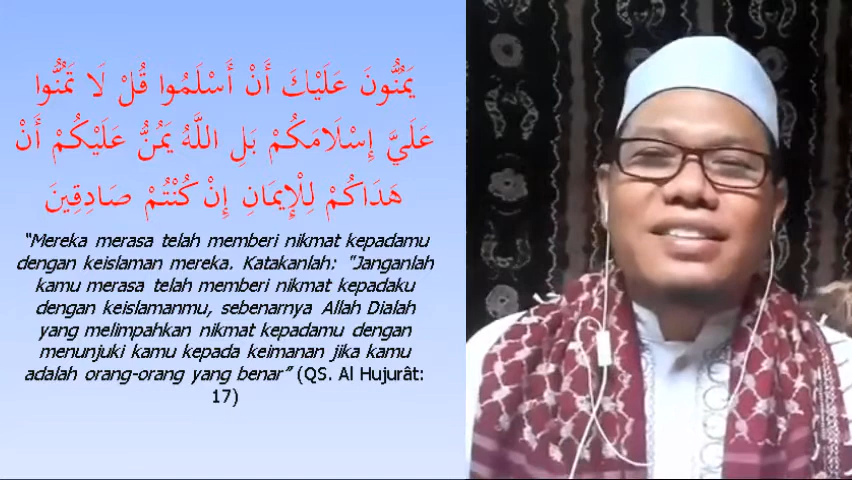 يَمُنُّونَ عَلَيْكَ أَنْ أَسْلَمُوا قُلْ لَا تَمُنُّوا
عَلَيَّ إِسْلَامَكُمْ بَلِ اللَّهُ يَمُنُّ عَلَيْكُمْ أَنْ
هَدَاكُمْ لِلْإِيمَانِ إِنْ كُنْتُمْ صَادِقِينَ
“Mereka merasa telah memberi nikmat kepadamu
dengan keislaman mereka. Katakanlah: "Janganlah
kamu merasa telah memberi nikmat kepadaku
dengan keislamanmu, sebenarnya Allah Dialah
yang melimpahkan nikmat kepadamu dengan
menunjuki kamu kepada keimanan jika kamu
adalah orang-orang yang benar” (QS. Al Hujurât:
17)